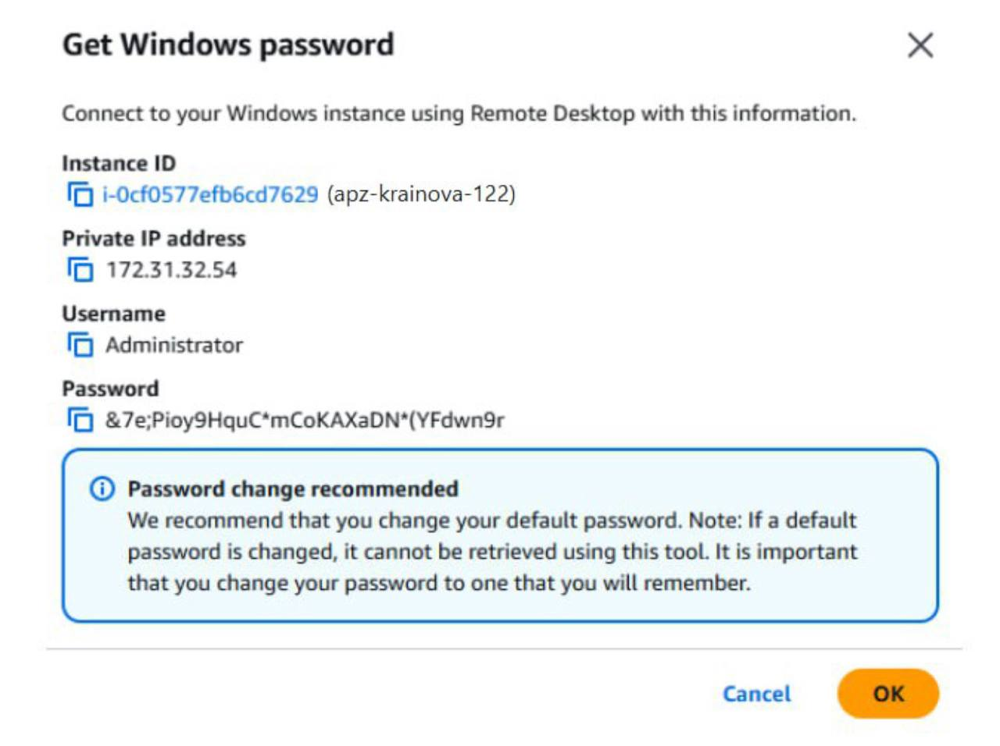 Get Windows password
Connect to your Windows instance using Remote Desktop with this information.
Instance ID
i-0cf0577efb6cd7629 (apz-krainova-122)
Private IP address
172.31.32.54
Username
Administrator
Password
&7e;Pioy9HquC*mCoKAXaDN*(YFdwn9r
Password change recommended
We recommend that you change your default password. Note: If a default
password is changed, it cannot be retrieved using this tool. It is important
that you change your password to one that you will remember.
Cancel
OK